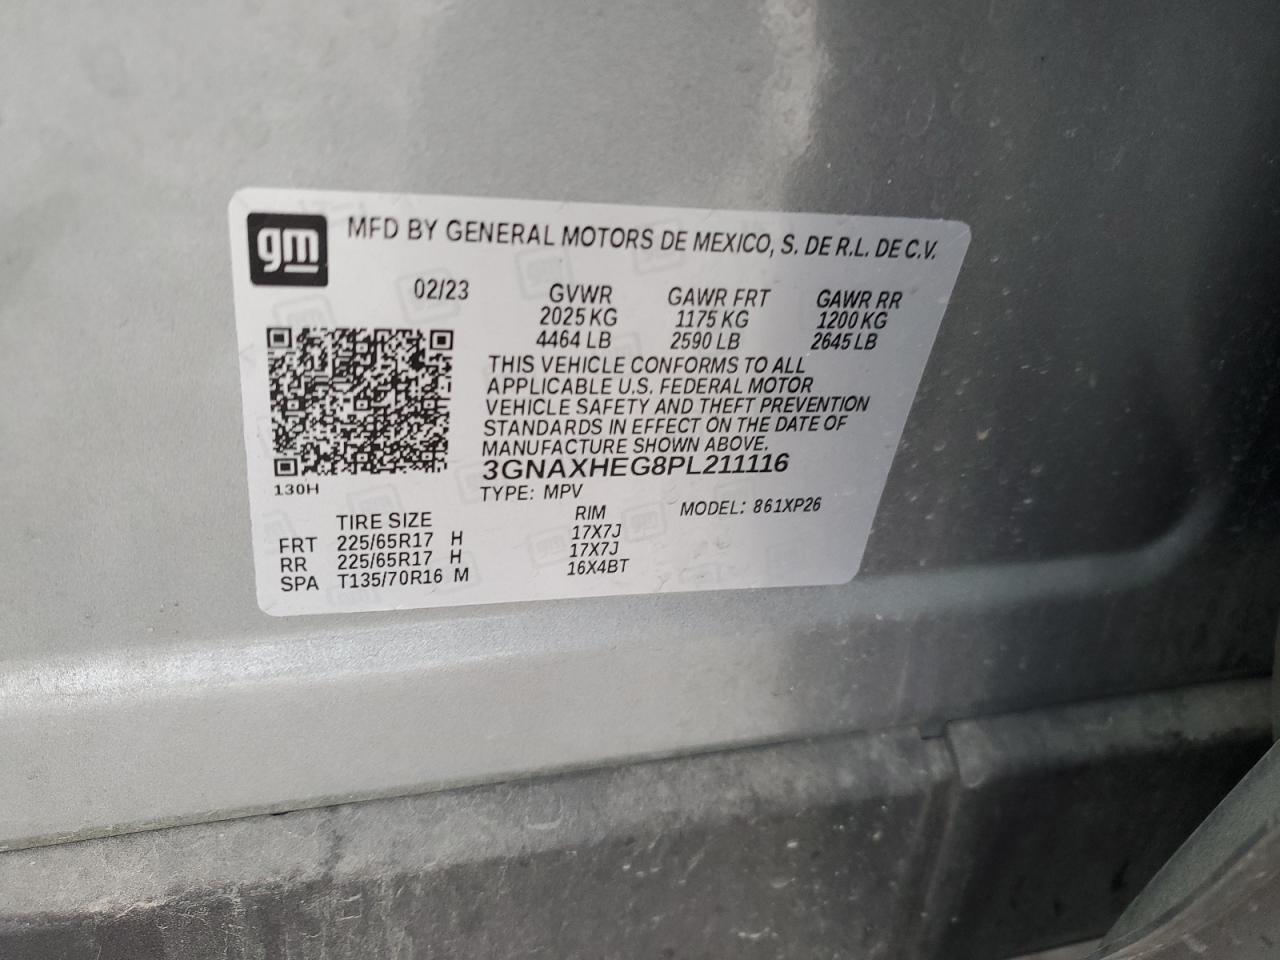 gm
MFD BY GENERAL MOTORS DE MEXICO, S. DE R.L. DE C.V.
02/23 GVWR GAWR FRT GAWR RR
2025 KG 1175 KG 1200 KG
4464 LB 2590 LB 2645 LB
THIS VEHICLE CONFORMS TO ALL
APPLICABLE U.S. FEDERAL MOTOR
VEHICLE SAFETY AND THEFT PREVENTION
STANDARDS IN EFFECT ON THE DATE OF
MANUFACTURE SHOWN ABOVE.
3GNAXHEG8PL211116
130H
TYPE: MPV
MODEL: 861XP26
TIRE SIZE RIM
FRT 225/65R17 H 17X7J
RR 225/65R17 H 17X7J
SPA T135/70R16 M 16X4BT